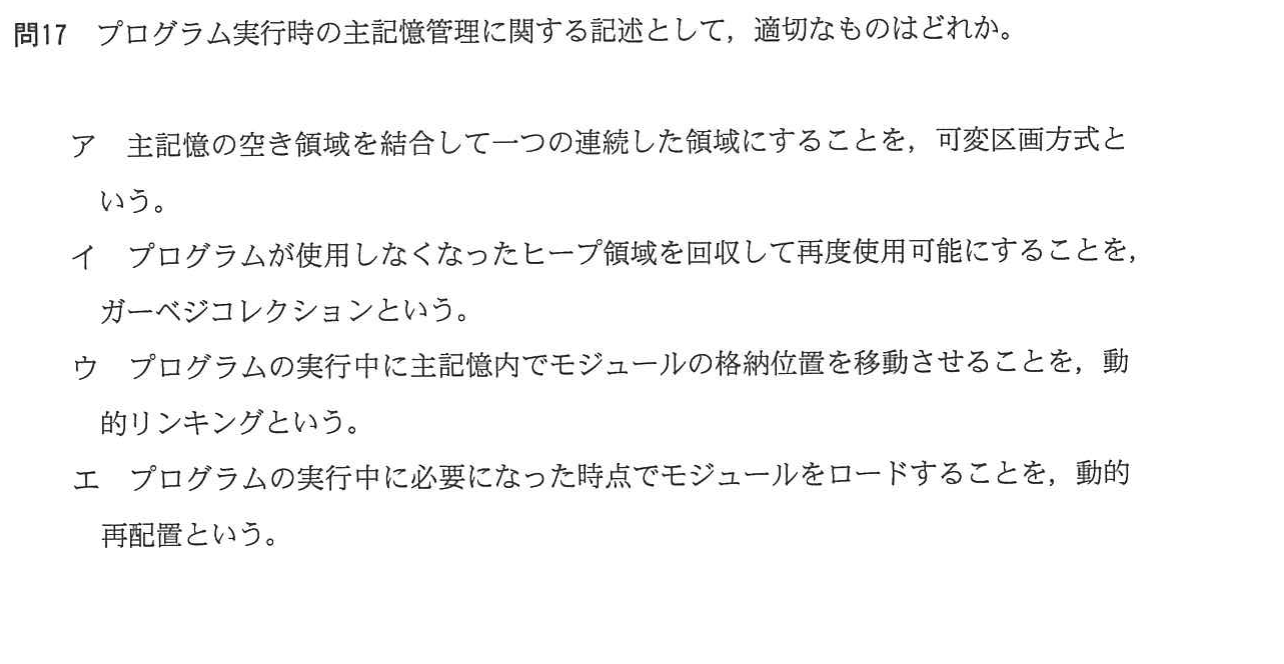 問17 プログラム実行時の主記憶管理に関する記述として，適切なものはどれか。
ア 主記憶の空き領域を結合して一つの連続した領域にすることを，可変区画方式と
いう。
イ プログラムが使用しなくなったヒープ領域を回収して再度使用可能にすることを，
ガーベジコレクションという。
ウ プログラムの実行中に主記憶内でモジュールの格納位置を移動させることを，動
的リンキングという。
エ プログラムの実行中に必要になった時点でモジュールをロードすることを，動的
再配置という。